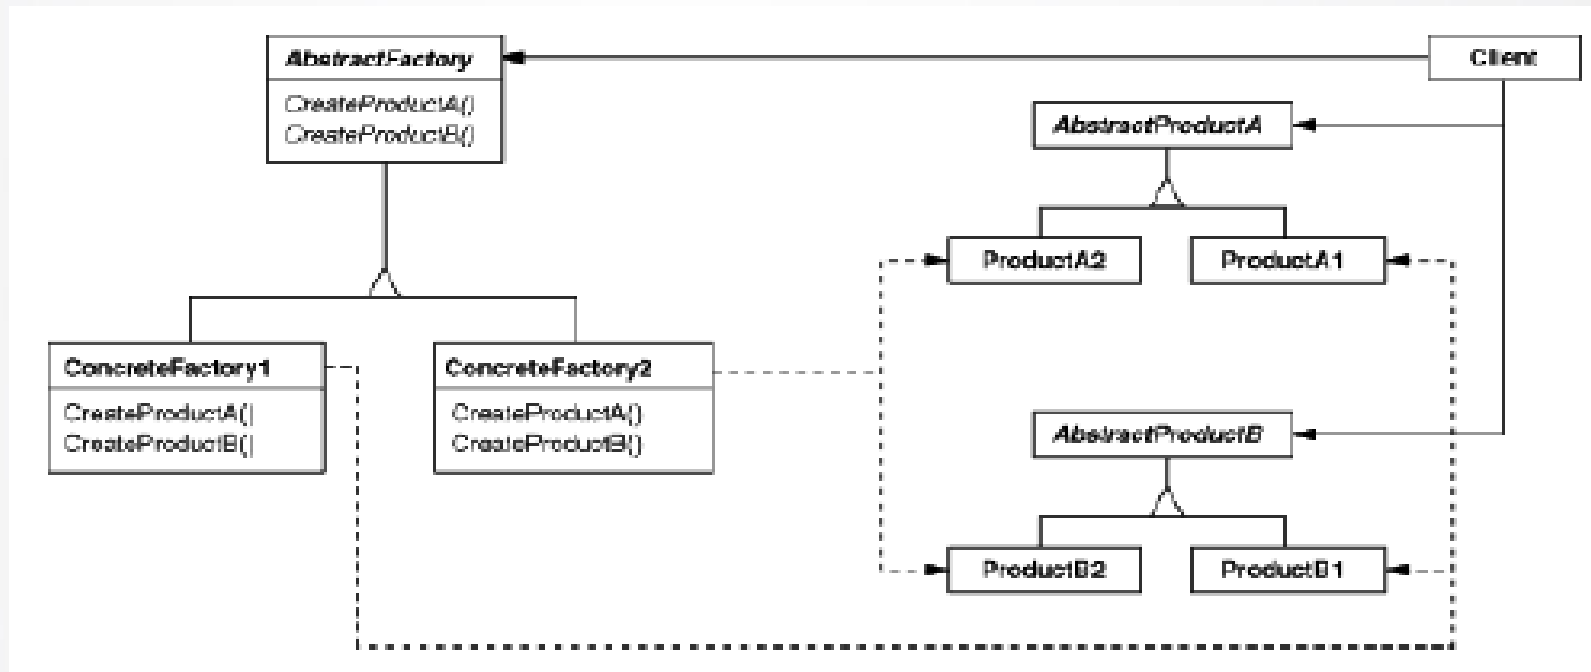 AbstractFactory
CreateProductA()
CreateProductB()
Client
AbstractProductA
ProductA2
ProductA1
ConcreteFactory1
CreateProductA()
CreateProductB()
ConcreteFactory2
CreateProductA()
CreateProductB()
AbstractProductB
ProductB2
ProductB1